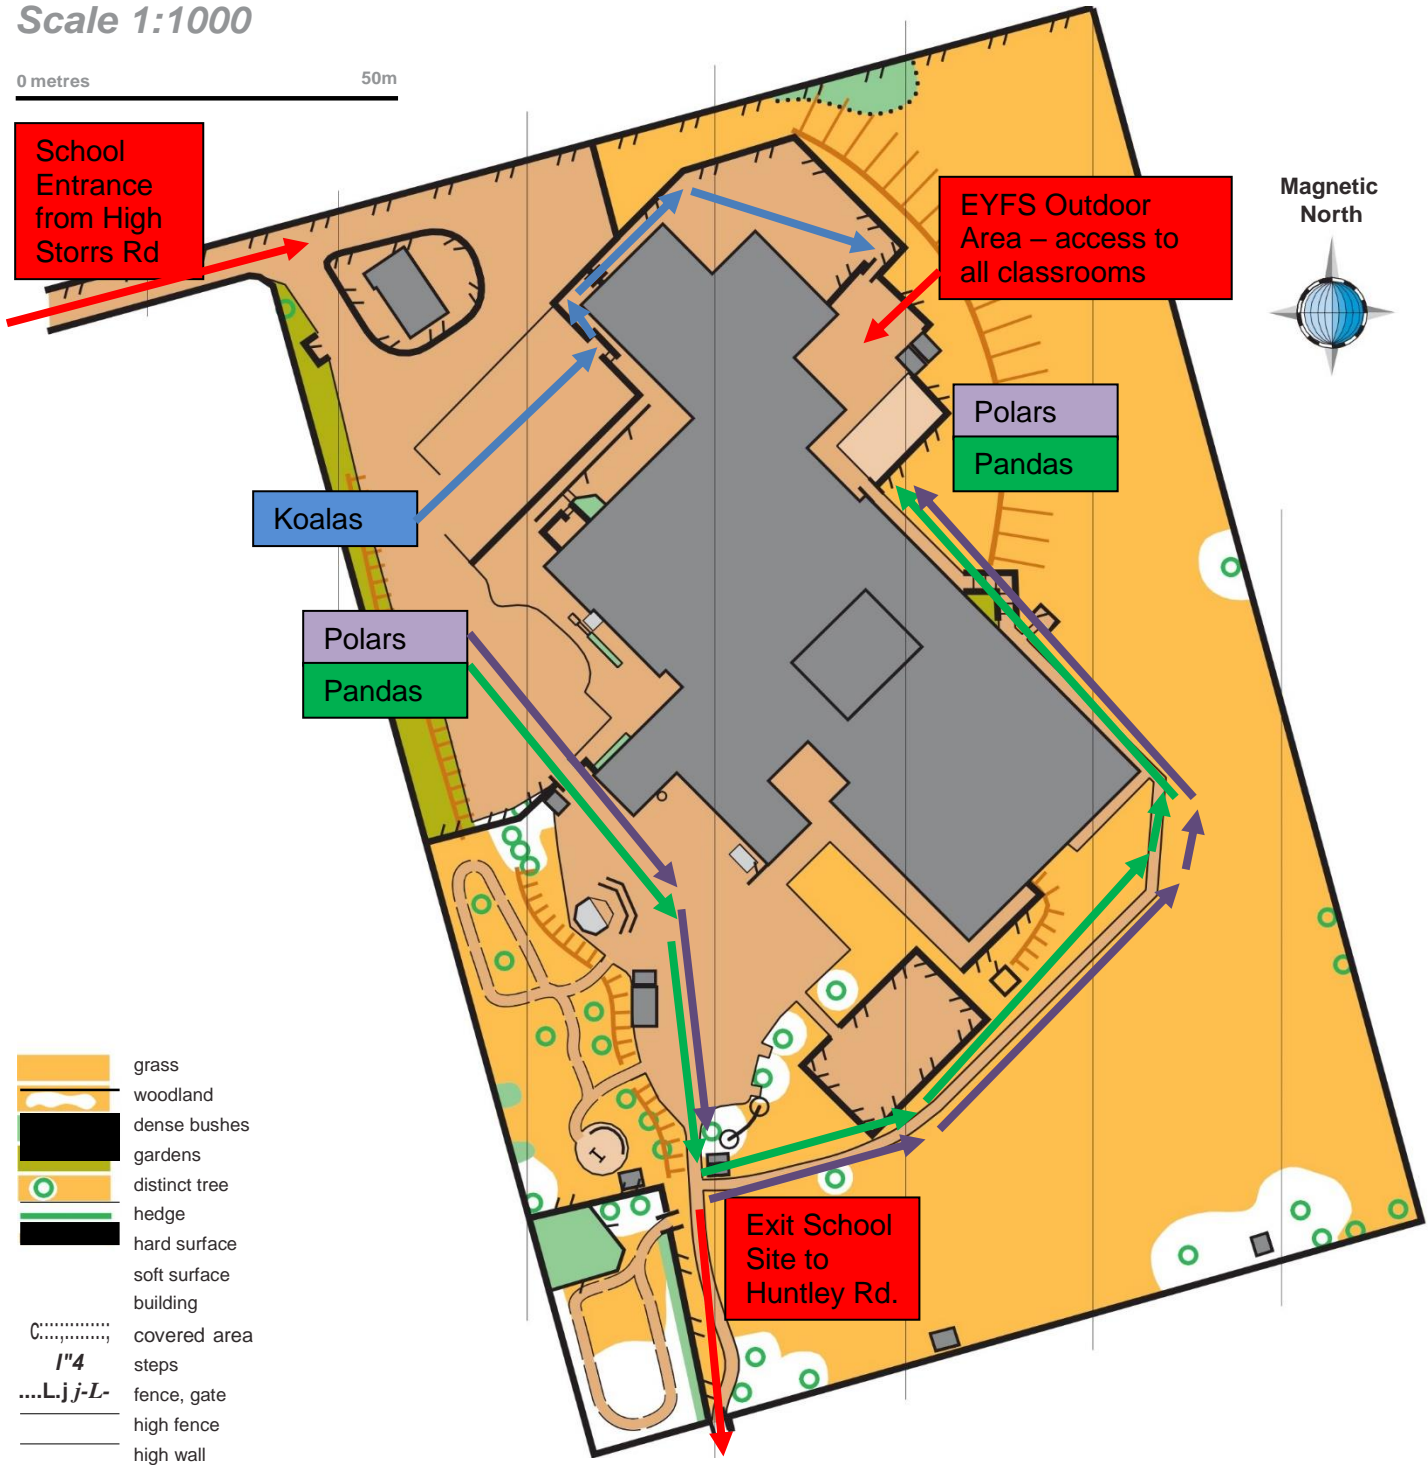 Scale 1:1000
0 metres
50m
School
Entrance
from High
Storrs Rd
EYFS Outdoor
Area – access to
all classrooms
Magnetic
North
Polars
Pandas
Koalas
Polars
Pandas
Exit School
Site to
Huntley Rd.
grass
woodland
dense bushes
gardens
distinct tree
hedge
hard surface
soft surface
building
C::::;:::::::; covered area
I"4 steps
....L.j j-L- fence, gate
high fence
high wall